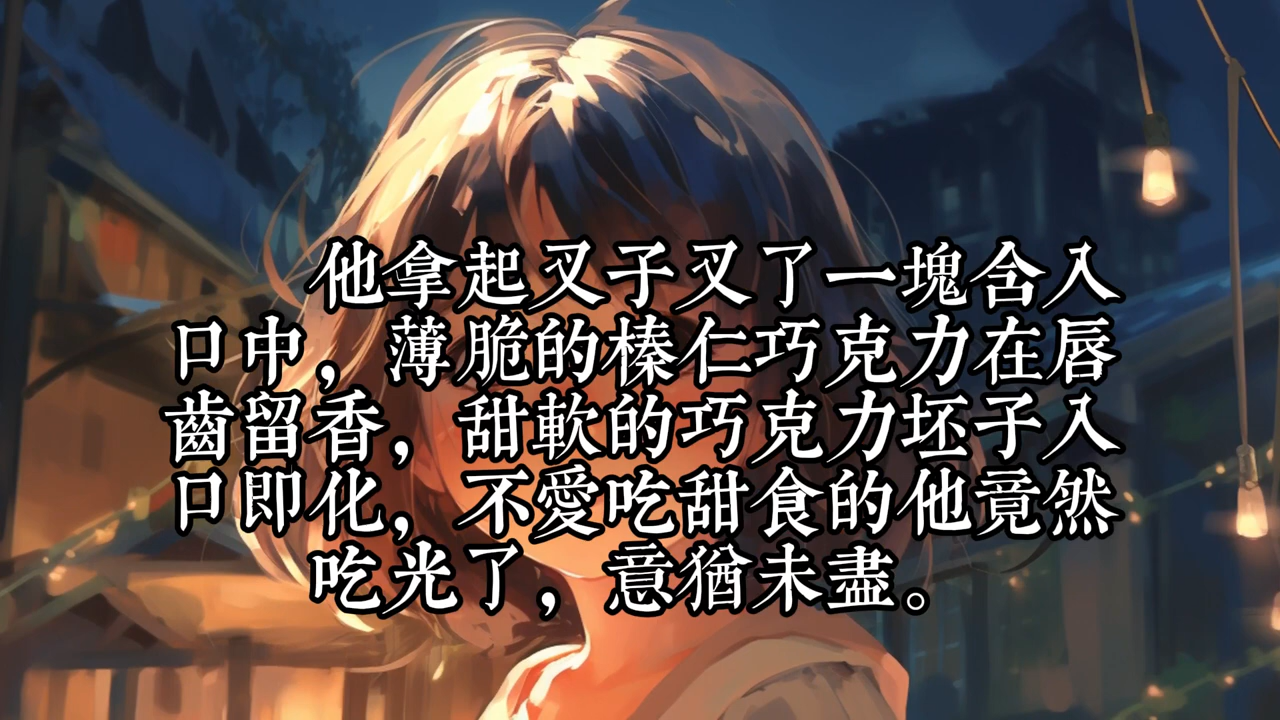 他拿起叉子叉了一塊含入
口中，薄脆的榛仁巧克力在唇
齒留香，甜軟的巧克力坯子入
口即化，不愛吃甜食的他竟然
吃光了，意猶未盡。